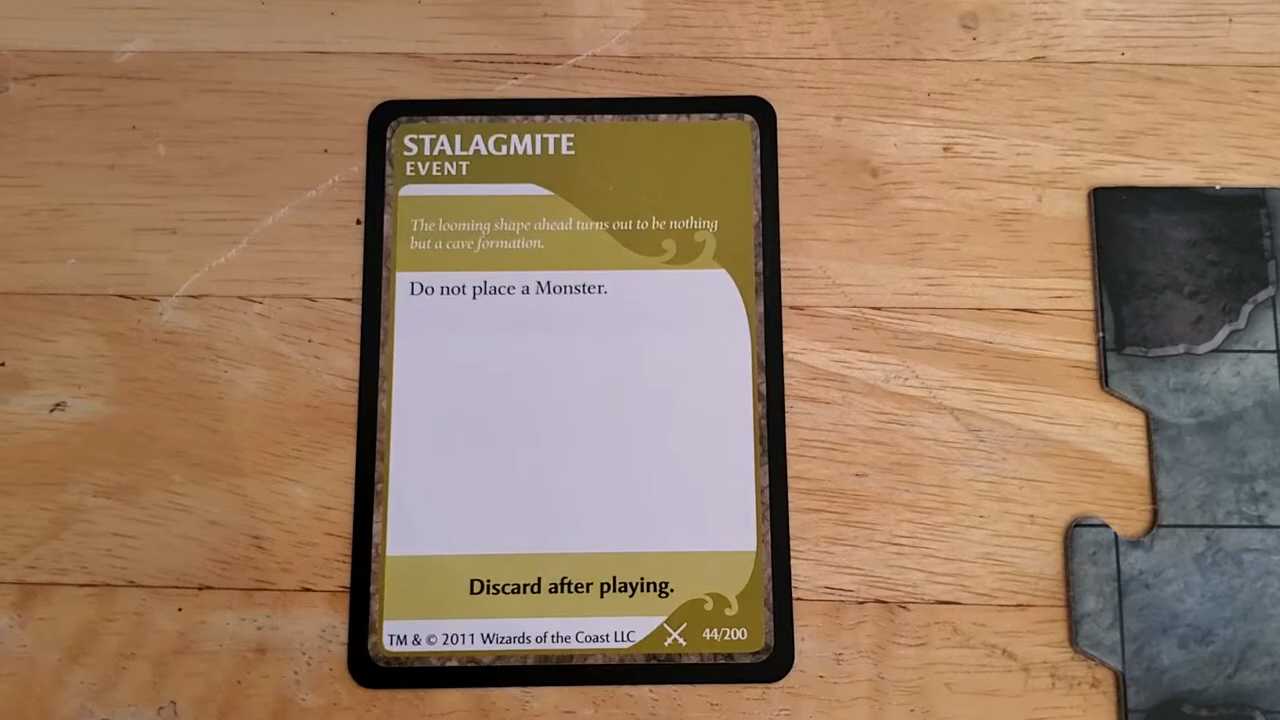 STALAGMITE
EVENT
The looming shape ahead turns out to be nothing
but a cave formation.
Do not place a Monster.
Discard after playing.
TM & © 2011 Wizards of the Coast LLC
44/200